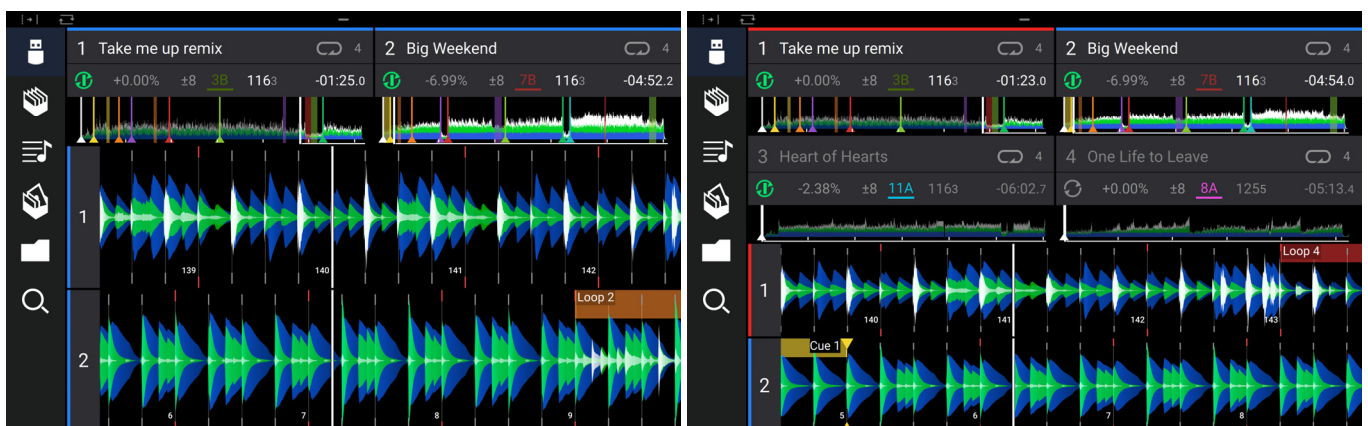 1 Take me up remix 4
+0.00% ±8 3B 1163 -01:25.0
2 Big Weekend 4
-6.99% ±8 7B 1163 -04:52.2
1
139 140 141 142
Loop 2
2
6 7 8 9
1 Take me up remix 4
+0.00% ±8 3B 1163 -01:23.0
2 Big Weekend 4
-6.99% ±8 7B 1163 -04:54.0
3 Heart of Hearts 4
-2.38% ±8 11A 1163 -06:02.7
4 One Life to Leave 4
+0.00% ±8 8A 1255 -05:13.4
Loop 4
1
140 141 142 143
Cue 1
2
5 6 7 8